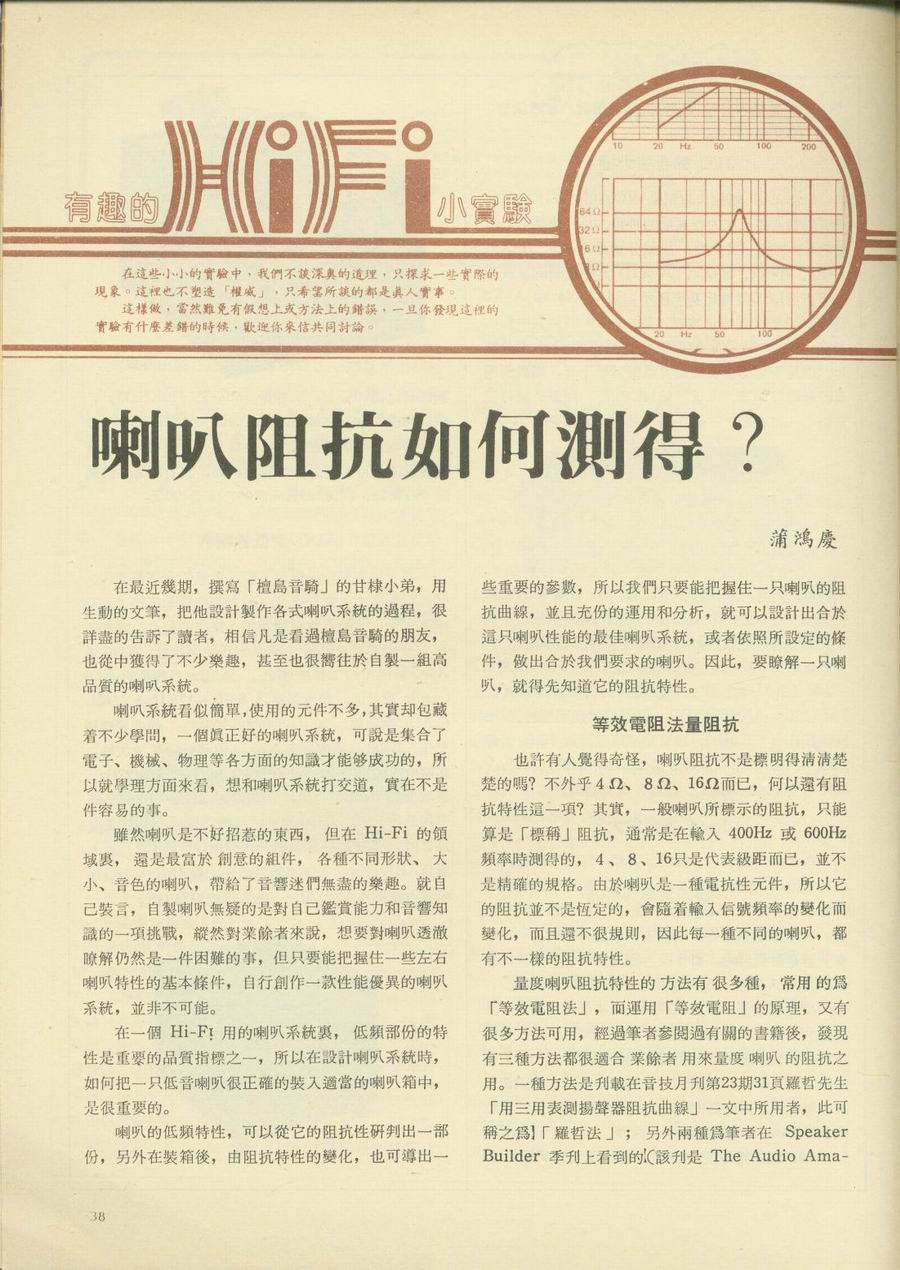 有趣的 HiFi 小實驗
10 20 Hz 50 100 200
64Ω
32Ω
6Ω
Ω
20 Hz 50 100
在這些小小的實驗中，我們不談深奧的道理，只探求一些實際的
現象。這裡也不塑造「權威」，只希望所談的都是眞人實事。
這樣做，當然難免有假想上或方法上的錯誤，一旦你發現這裡的
實驗有什麼差錯的時候，歡迎你來信共同討論。
喇叭阻抗如何測得？
蒲鴻慶
在最近幾期，撰寫「檀島音騎」的甘棣小弟，用
生動的文筆，把他設計製作各式喇叭系統的過程，很
詳盡的告訴了讀者，相信凡是看過檀島音騎的朋友，
也從中獲得了不少樂趣，甚至也很嚮往於自製一組高
品質的喇叭系統。
喇叭系統看似簡單，使用的元件不多，其實却包藏
着不少學問，一個眞正好的喇叭系統，可說是集合了
電子、機械、物理等各方面的知識才能够成功的，所
以就學理方面來看，想和喇叭系統打交道，實在不是
件容易的事。
雖然喇叭是不好招惹的東西，但在 Hi-Fi 的領
域裏，還是最富於創意的組件，各種不同形狀、大
小、音色的喇叭，帶給了音響迷們無盡的樂趣。就自
己裝言，自製喇叭無疑的是對自己鑑賞能力和音響知
識的一項挑戰，縱然對業餘者來說，想要對喇叭透澈
瞭解仍然是一件困難的事，但只要能把握住一些左右
喇叭特性的基本條件，自行創作一款性能優異的喇叭
系統，並非不可能。
在一個 Hi-Fi 用的喇叭系統裏，低頻部份的特
性是重要的品質指標之一，所以在設計喇叭系統時，
如何把一只低音喇叭很正確的裝入適當的喇叭箱中，
是很重要的。
喇叭的低頻特性，可以從它的阻抗性研判出一部
份，另外在裝箱後，由阻抗特性的變化，也可導出一
些重要的參數，所以我們只要能把握住一只喇叭的阻
抗曲線，並且充份的運用和分析，就可以設計出合於
這只喇叭性能的最佳喇叭系統，或者依照所設定的條
件，做出合於我們要求的喇叭。因此，要瞭解一只喇
叭，就得先知道它的阻抗特性。
等效電阻法量阻抗
也許有人覺得奇怪，喇叭阻抗不是標明得清清楚
楚的嗎？不外乎4Ω、8Ω、16Ω而已，何以還有阻
抗特性這一項？其實，一般喇叭所標示的阻抗，只能
算是「標稱」阻抗，通常是在輸入 400Hz 或 600Hz
頻率時測得的，4、8、16只是代表級距而已，並不
是精確的規格。由於喇叭是一種電抗性元件，所以它
的阻抗並不是恆定的，會隨着輸入信號頻率的變化而
變化，而且還不很規則，因此每一種不同的喇叭，都
有不一樣的阻抗特性。
量度喇叭阻抗特性的方法有很多種，常用的爲
「等效電阻法」，而運用「等效電阻」的原理，又有
很多方法可用，經過筆者參閱過有關的書籍後，發現
有三種方法都很適合業餘者用來量度喇叭的阻抗之
用。一種方法是刋載在音技月刋第23期31頁羅哲先生
「用三用表測揚聲器阻抗曲線」一文中所用者，此可
稱之爲「羅哲法」；另外兩種爲筆者在 Speaker
Builder 季刋上看到的（該刋是 The Audio Ama-
38